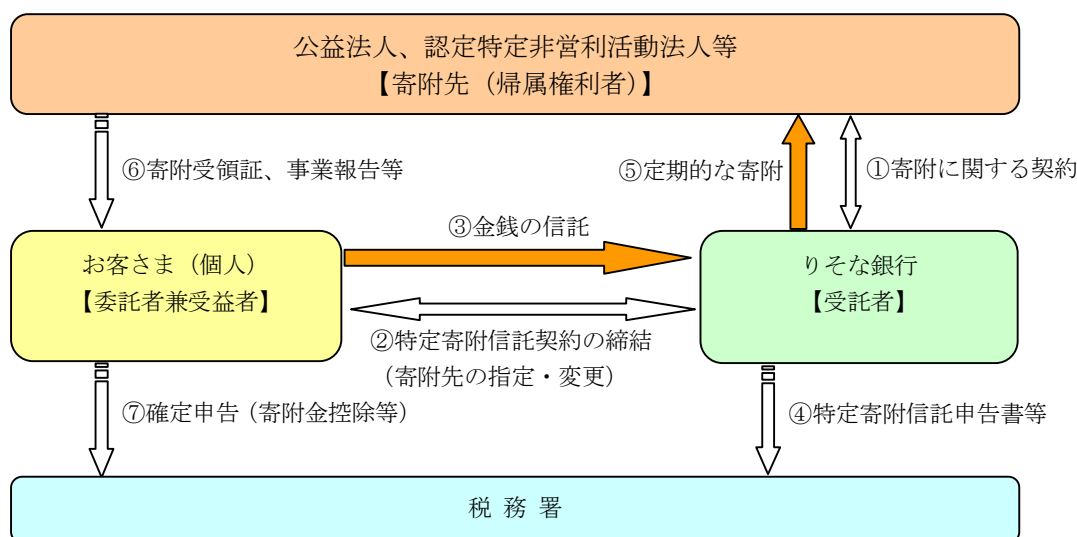 公益法人、認定特定非営利活動法人等
【寄附先（帰属権利者）】
⑥寄附受領証、事業報告等
⑤定期的な寄附
①寄附に関する契約
③金銭の信託
お客さま（個人）
【委託者兼受益者】
りそな銀行
【受託者】
②特定寄附信託契約の締結
（寄附先の指定・変更）
⑦確定申告（寄附金控除等）
④特定寄附信託申告書等
税 務 署